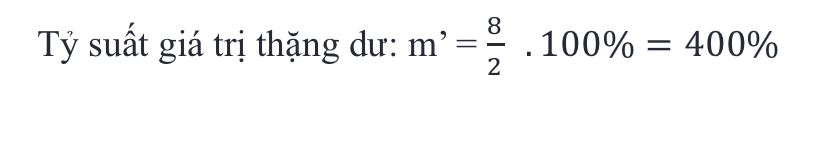 Tỷ suất giá trị thặng dư: m’ = 8/2 . 100% = 400%